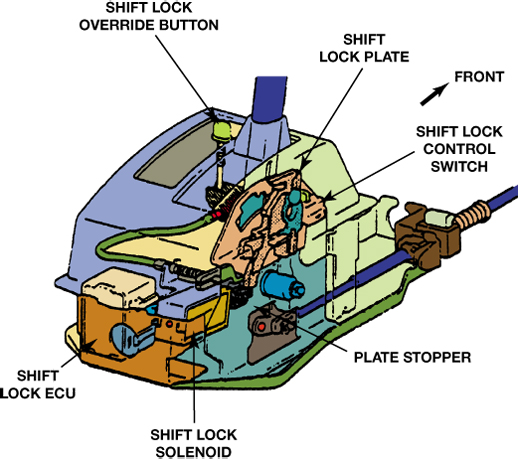 SHIFT LOCK
OVERRIDE BUTTON
SHIFT
LOCK PLATE
FRONT
SHIFT LOCK
CONTROL
SWITCH
PLATE STOPPER
SHIFT
LOCK ECU
SHIFT LOCK
SOLENOID